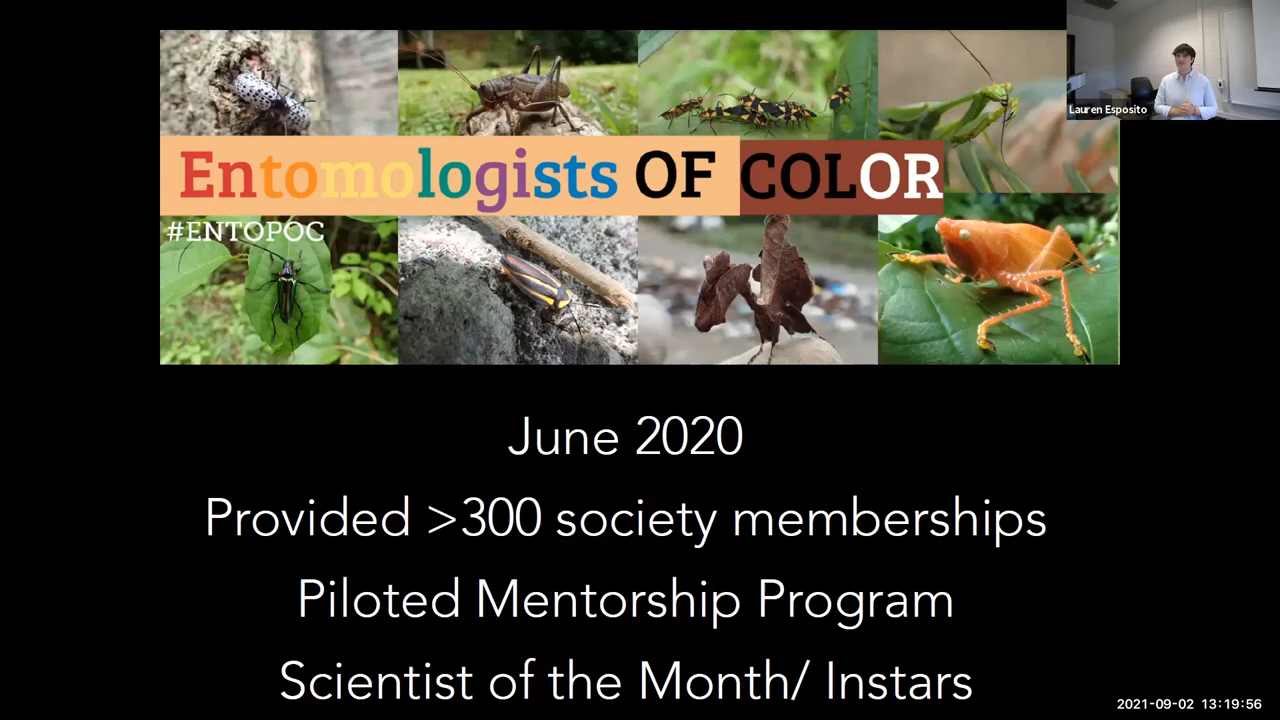 Lauren Esposito
Entomologists OF COLOR
#ENTOPOC
June 2020
Provided >300 society memberships
Piloted Mentorship Program
Scientist of the Month/ Instars
2021-09-02 13:19:56